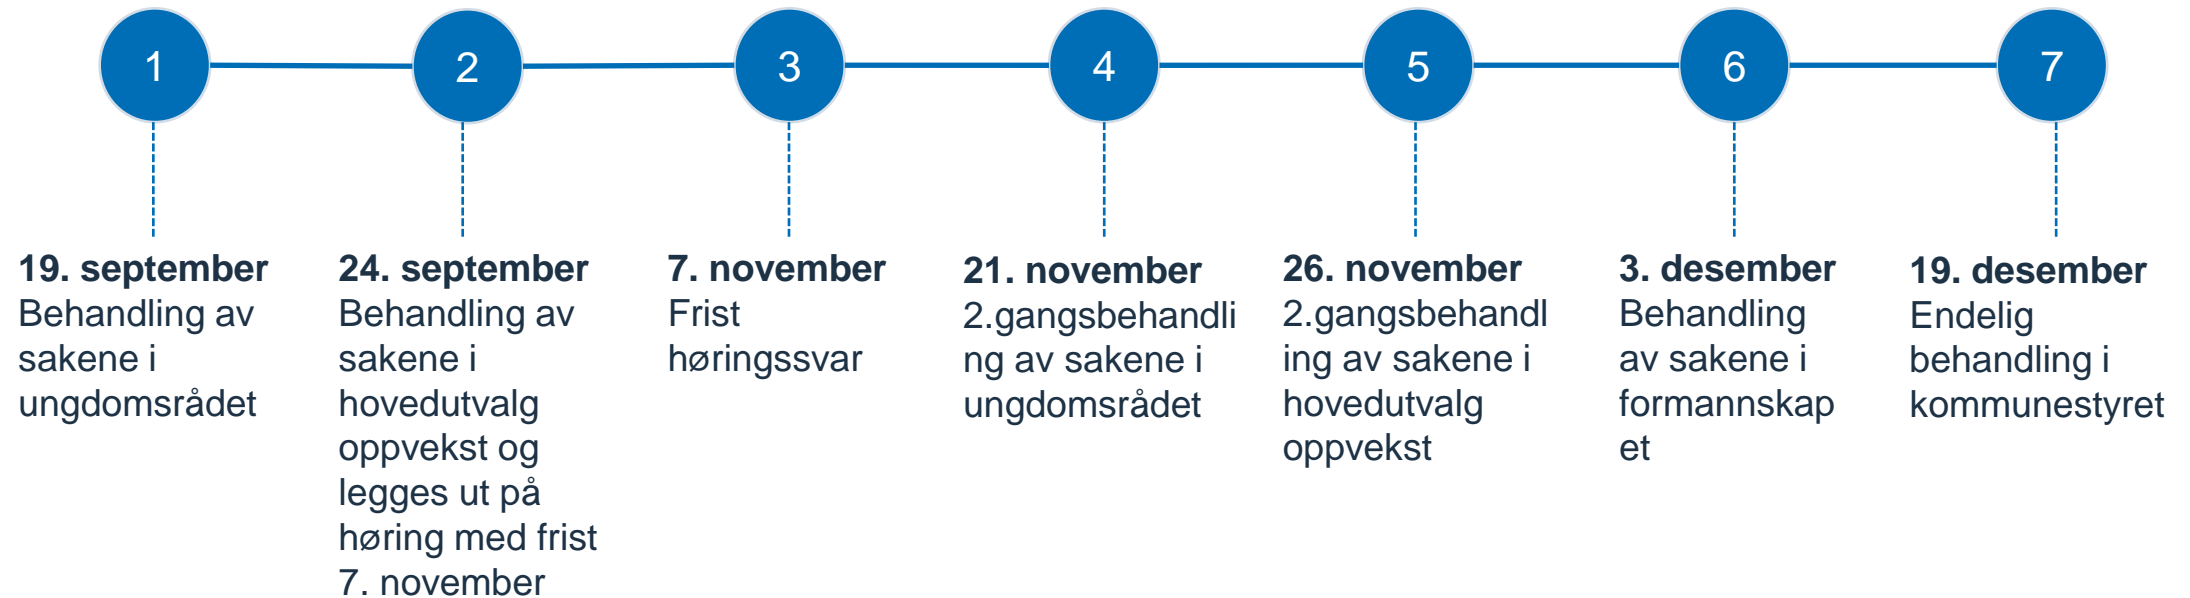 1
2
3
4
5
6
7
19. september
Behandling av
sakene i
ungdomsrådet
24. september
Behandling av
sakene i
hovedutvalg
oppvekst og
legges ut på
høring med frist
7. november
7. november
Frist
høringssvar
21. november
2.gangsbehandli
ng av sakene i
ungdomsrådet
26. november
2.gangsbehandl
ing av sakene i
hovedutvalg
oppvekst
3. desember
Behandling
av sakene i
formannskap
et
19. desember
Endelig
behandling i
kommunestyret